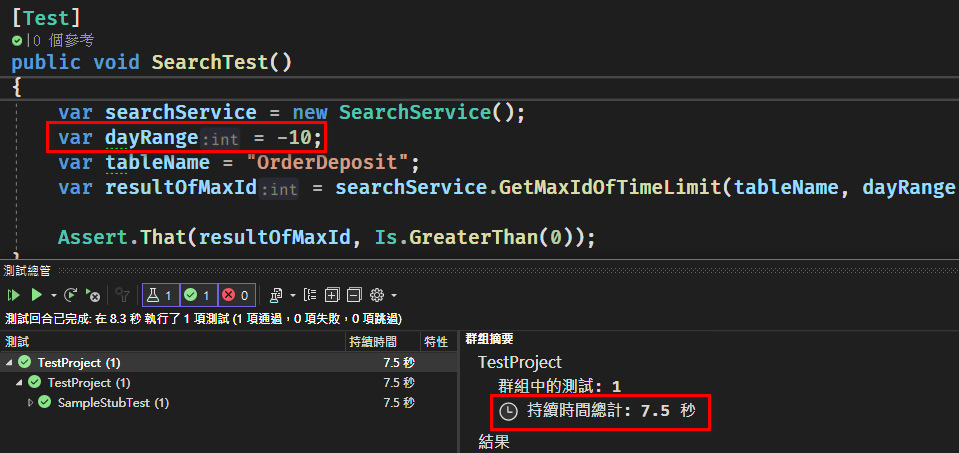 [Test]
|0 個參考
public void SearchTest()
{
var searchService = new SearchService();
var dayRange:int = -10;
var tableName = "OrderDeposit";
var resultOfMaxId:int = searchService.GetMaxIdOfTimeLimit(tableName, dayRange
Assert.That(resultOfMaxId, Is.GreaterThan(0));
測試總管
1 1 0
測試回合已完成: 在 8.3 秒 執行了 1 項測試 (1 項通過，0 項失敗，0 項跳過)
測試 持續時間 特性
TestProject (1) 7.5 秒
TestProject (1) 7.5 秒
SampleStubTest (1) 7.5 秒
群組摘要
TestProject
群組中的測試: 1
持續時間總計: 7.5 秒
結果